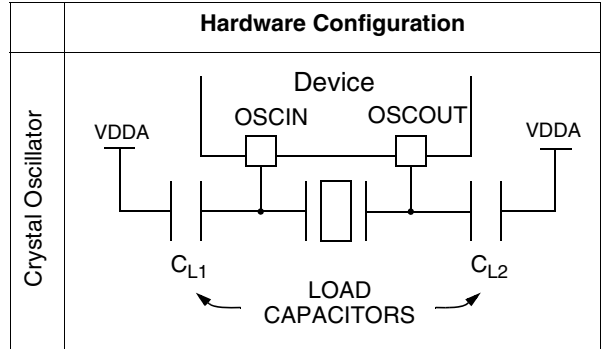 Hardware Configuration
Crystal Oscillator
Device
OSCIN
OSCOUT
VDDA
VDDA
CL1
CL2
LOAD
CAPACITORS